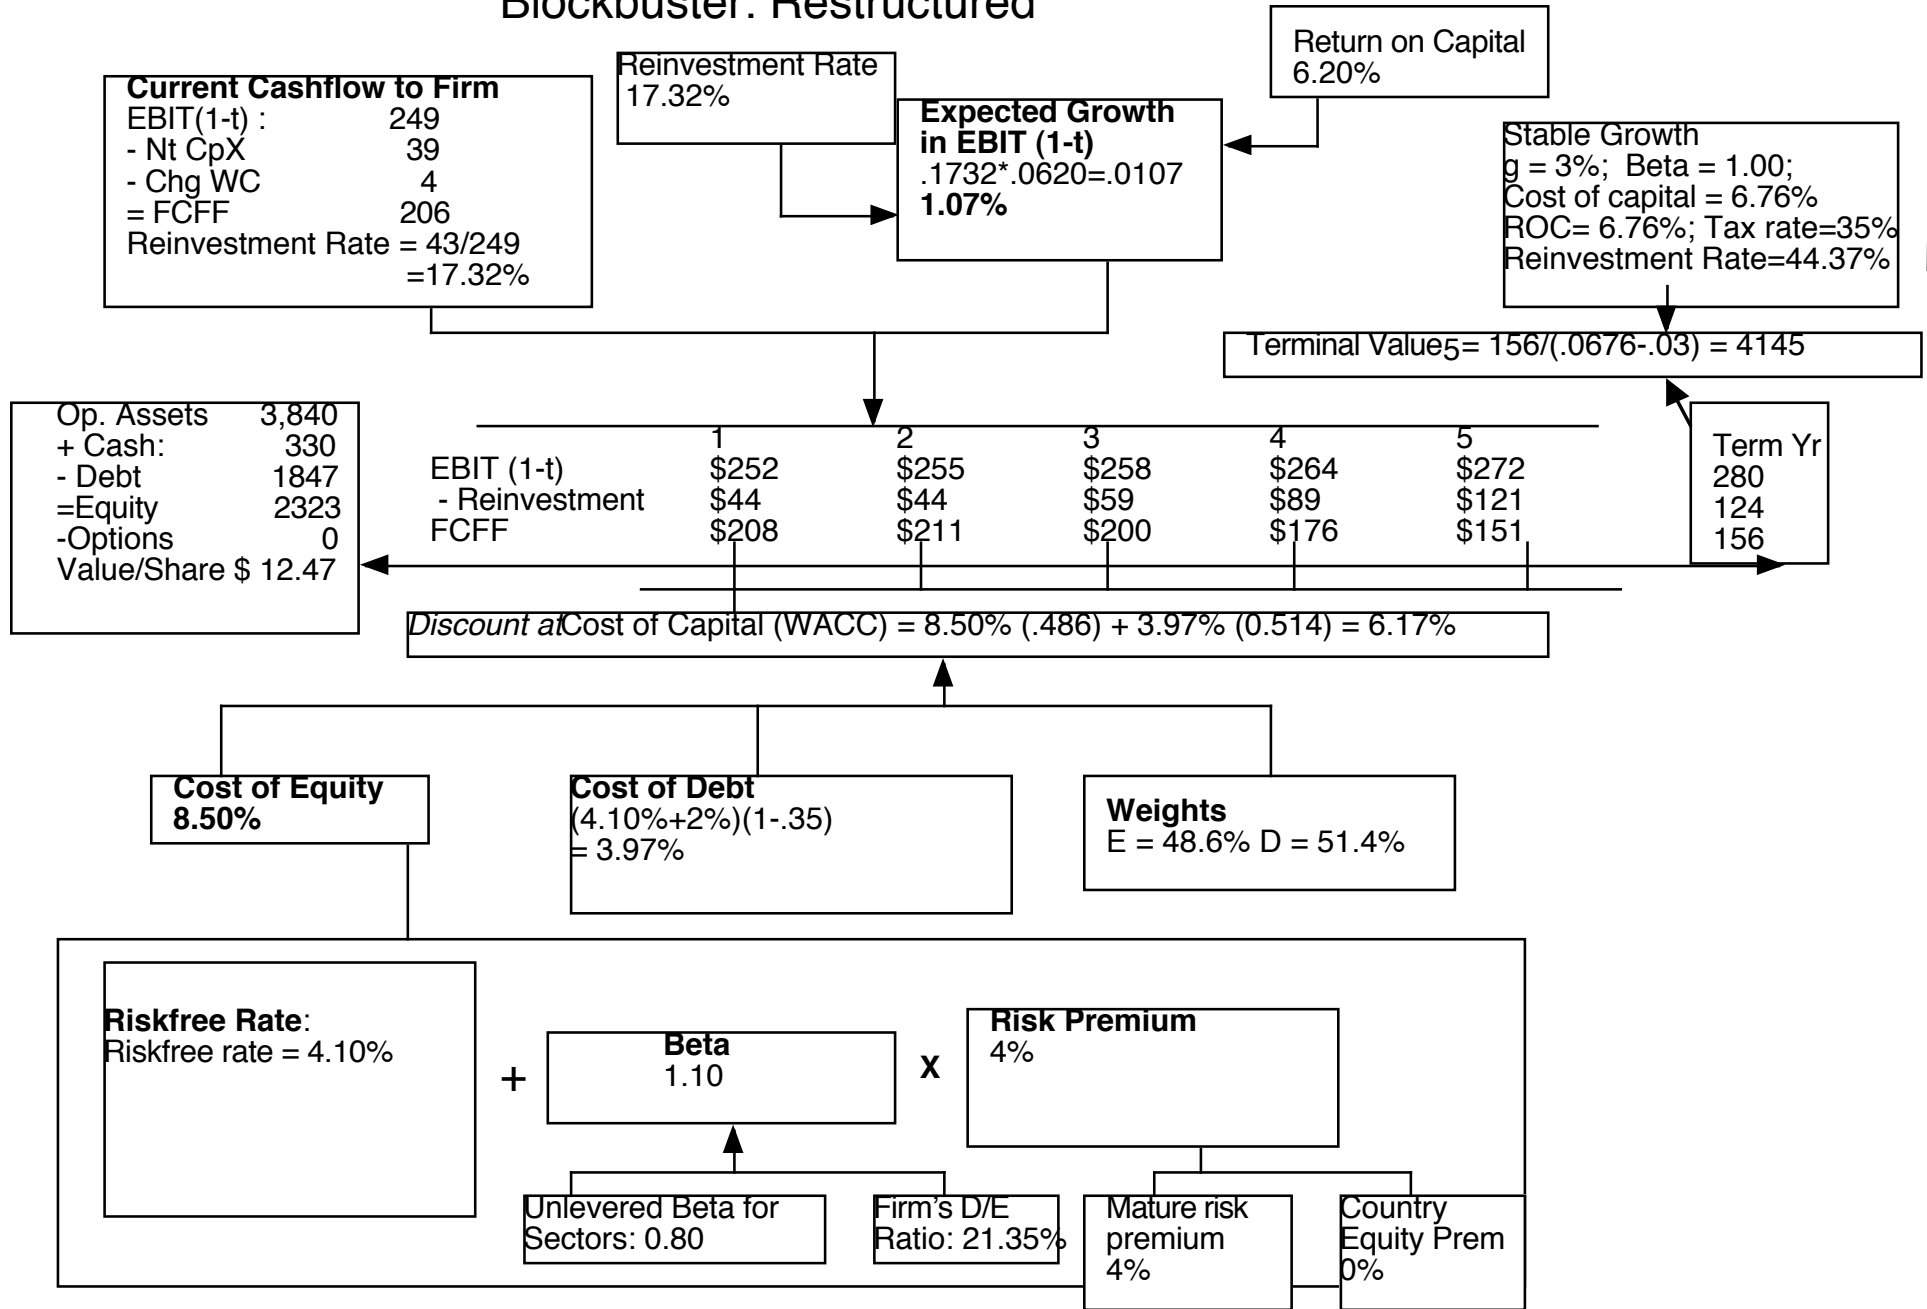 Blockbuster: Restructured
Return on Capital
6.20%
Reinvestment Rate
17.32%
Current Cashflow to Firm
EBIT(1-t) : 249
- Nt CpX 39
- Chg WC 4
= FCFF 206
Reinvestment Rate = 43/249
=17.32%
Expected Growth
in EBIT (1-t)
.1732*.0620=.0107
1.07%
Stable Growth
g = 3%; Beta = 1.00;
Cost of capital = 6.76%
ROC= 6.76%; Tax rate=35%
Reinvestment Rate=44.37%
Terminal Value5= 156/(.0676-.03) = 4145
Op. Assets 3,840
+ Cash: 330
- Debt 1847
=Equity 2323
-Options 0
Value/Share $ 12.47
1 2 3 4 5
EBIT (1-t) $252 $255 $258 $264 $272
- Reinvestment $44 $44 $59 $89 $121
FCFF $208 $211 $200 $176 $151
Term Yr
280
124
156
Discount at Cost of Capital (WACC) = 8.50% (.486) + 3.97% (0.514) = 6.17%
Cost of Equity
8.50%
Cost of Debt
(4.10%+2%)(1-.35)
= 3.97%
Weights
E = 48.6% D = 51.4%
Riskfree Rate:
Riskfree rate = 4.10%
+
Beta
1.10
X
Risk Premium
4%
Unlevered Beta for
Sectors: 0.80
Firm’s D/E
Ratio: 21.35%
Mature risk
premium
4%
Country
Equity Prem
0%